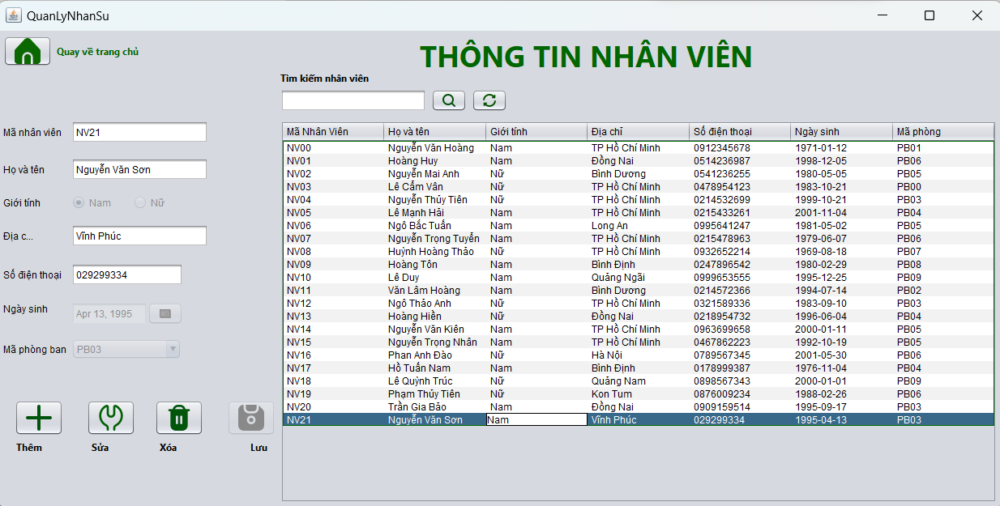 QuanLyNhanSu
Quay về trang chủ
THÔNG TIN NHÂN VIÊN
Tìm kiếm nhân viên
Mã nhân viên NV21
Họ và tên Nguyễn Văn Sơn
Giới tính Nam Nữ
Địa c... Vĩnh Phúc
Số điện thoại 029299334
Ngày sinh Apr 13, 1995
Mã phòng ban PB03
Thêm Sửa Xóa Lưu
Mã Nhân Viên Họ và tên Giới tính Địa chỉ Số điện thoại Ngày sinh Mã phòng
NV00 Nguyễn Văn Hoàng Nam TP Hồ Chí Minh 0912345678 1971-01-12 PB01
NV01 Hoàng Huy Nam Đồng Nai 0514236987 1998-12-05 PB06
NV02 Nguyễn Mai Anh Nữ Bình Dương 0541236255 1980-05-05 PB05
NV03 Lê Cẩm Vân Nữ TP Hồ Chí Minh 0478954123 1983-10-21 PB00
NV04 Nguyễn Thủy Tiên Nữ TP Hồ Chí Minh 0214532699 1999-10-21 PB03
NV05 Lê Mạnh Hải Nam TP Hồ Chí Minh 0215433261 2001-11-04 PB04
NV06 Ngô Bắc Tuấn Nam Long An 0995641247 1981-05-02 PB05
NV07 Nguyễn Trọng Tuyển Nam TP Hồ Chí Minh 0215478963 1979-06-07 PB06
NV08 Huỳnh Hoàng Thảo Nữ TP Hồ Chí Minh 0932652214 1969-08-18 PB07
NV09 Hoàng Tôn Nam Bình Định 0247896542 1980-02-29 PB08
NV10 Lê Duy Nam Quảng Ngãi 0999653555 1995-12-25 PB09
NV11 Văn Lâm Hoàng Nam Bình Dương 0214572366 1994-07-14 PB02
NV12 Ngô Thảo Anh Nữ TP Hồ Chí Minh 0321589336 1983-09-10 PB03
NV13 Hoàng Hiền Nữ Đồng Nai 0218954732 1996-06-04 PB04
NV14 Nguyễn Văn Kiên Nam TP Hồ Chí Minh 0963699658 2000-01-11 PB05
NV15 Nguyễn Trọng Nhân Nam TP Hồ Chí Minh 0467862223 1992-10-19 PB05
NV16 Phan Anh Đào Nữ Hà Nội 0789567345 2001-05-30 PB06
NV17 Hồ Tuấn Nam Nam Bình Định 0178999387 1976-11-04 PB04
NV18 Lê Quỳnh Trúc Nữ Quảng Nam 0898567343 2000-01-01 PB09
NV19 Phạm Thúy Tiên Nữ Kon Tum 0876009234 1988-02-26 PB06
NV20 Trần Gia Bảo Nam Đồng Nai 0909159514 1995-09-17 PB03
NV21 Nguyễn Văn Sơn Nam Vĩnh Phúc 029299334 1995-04-13 PB03